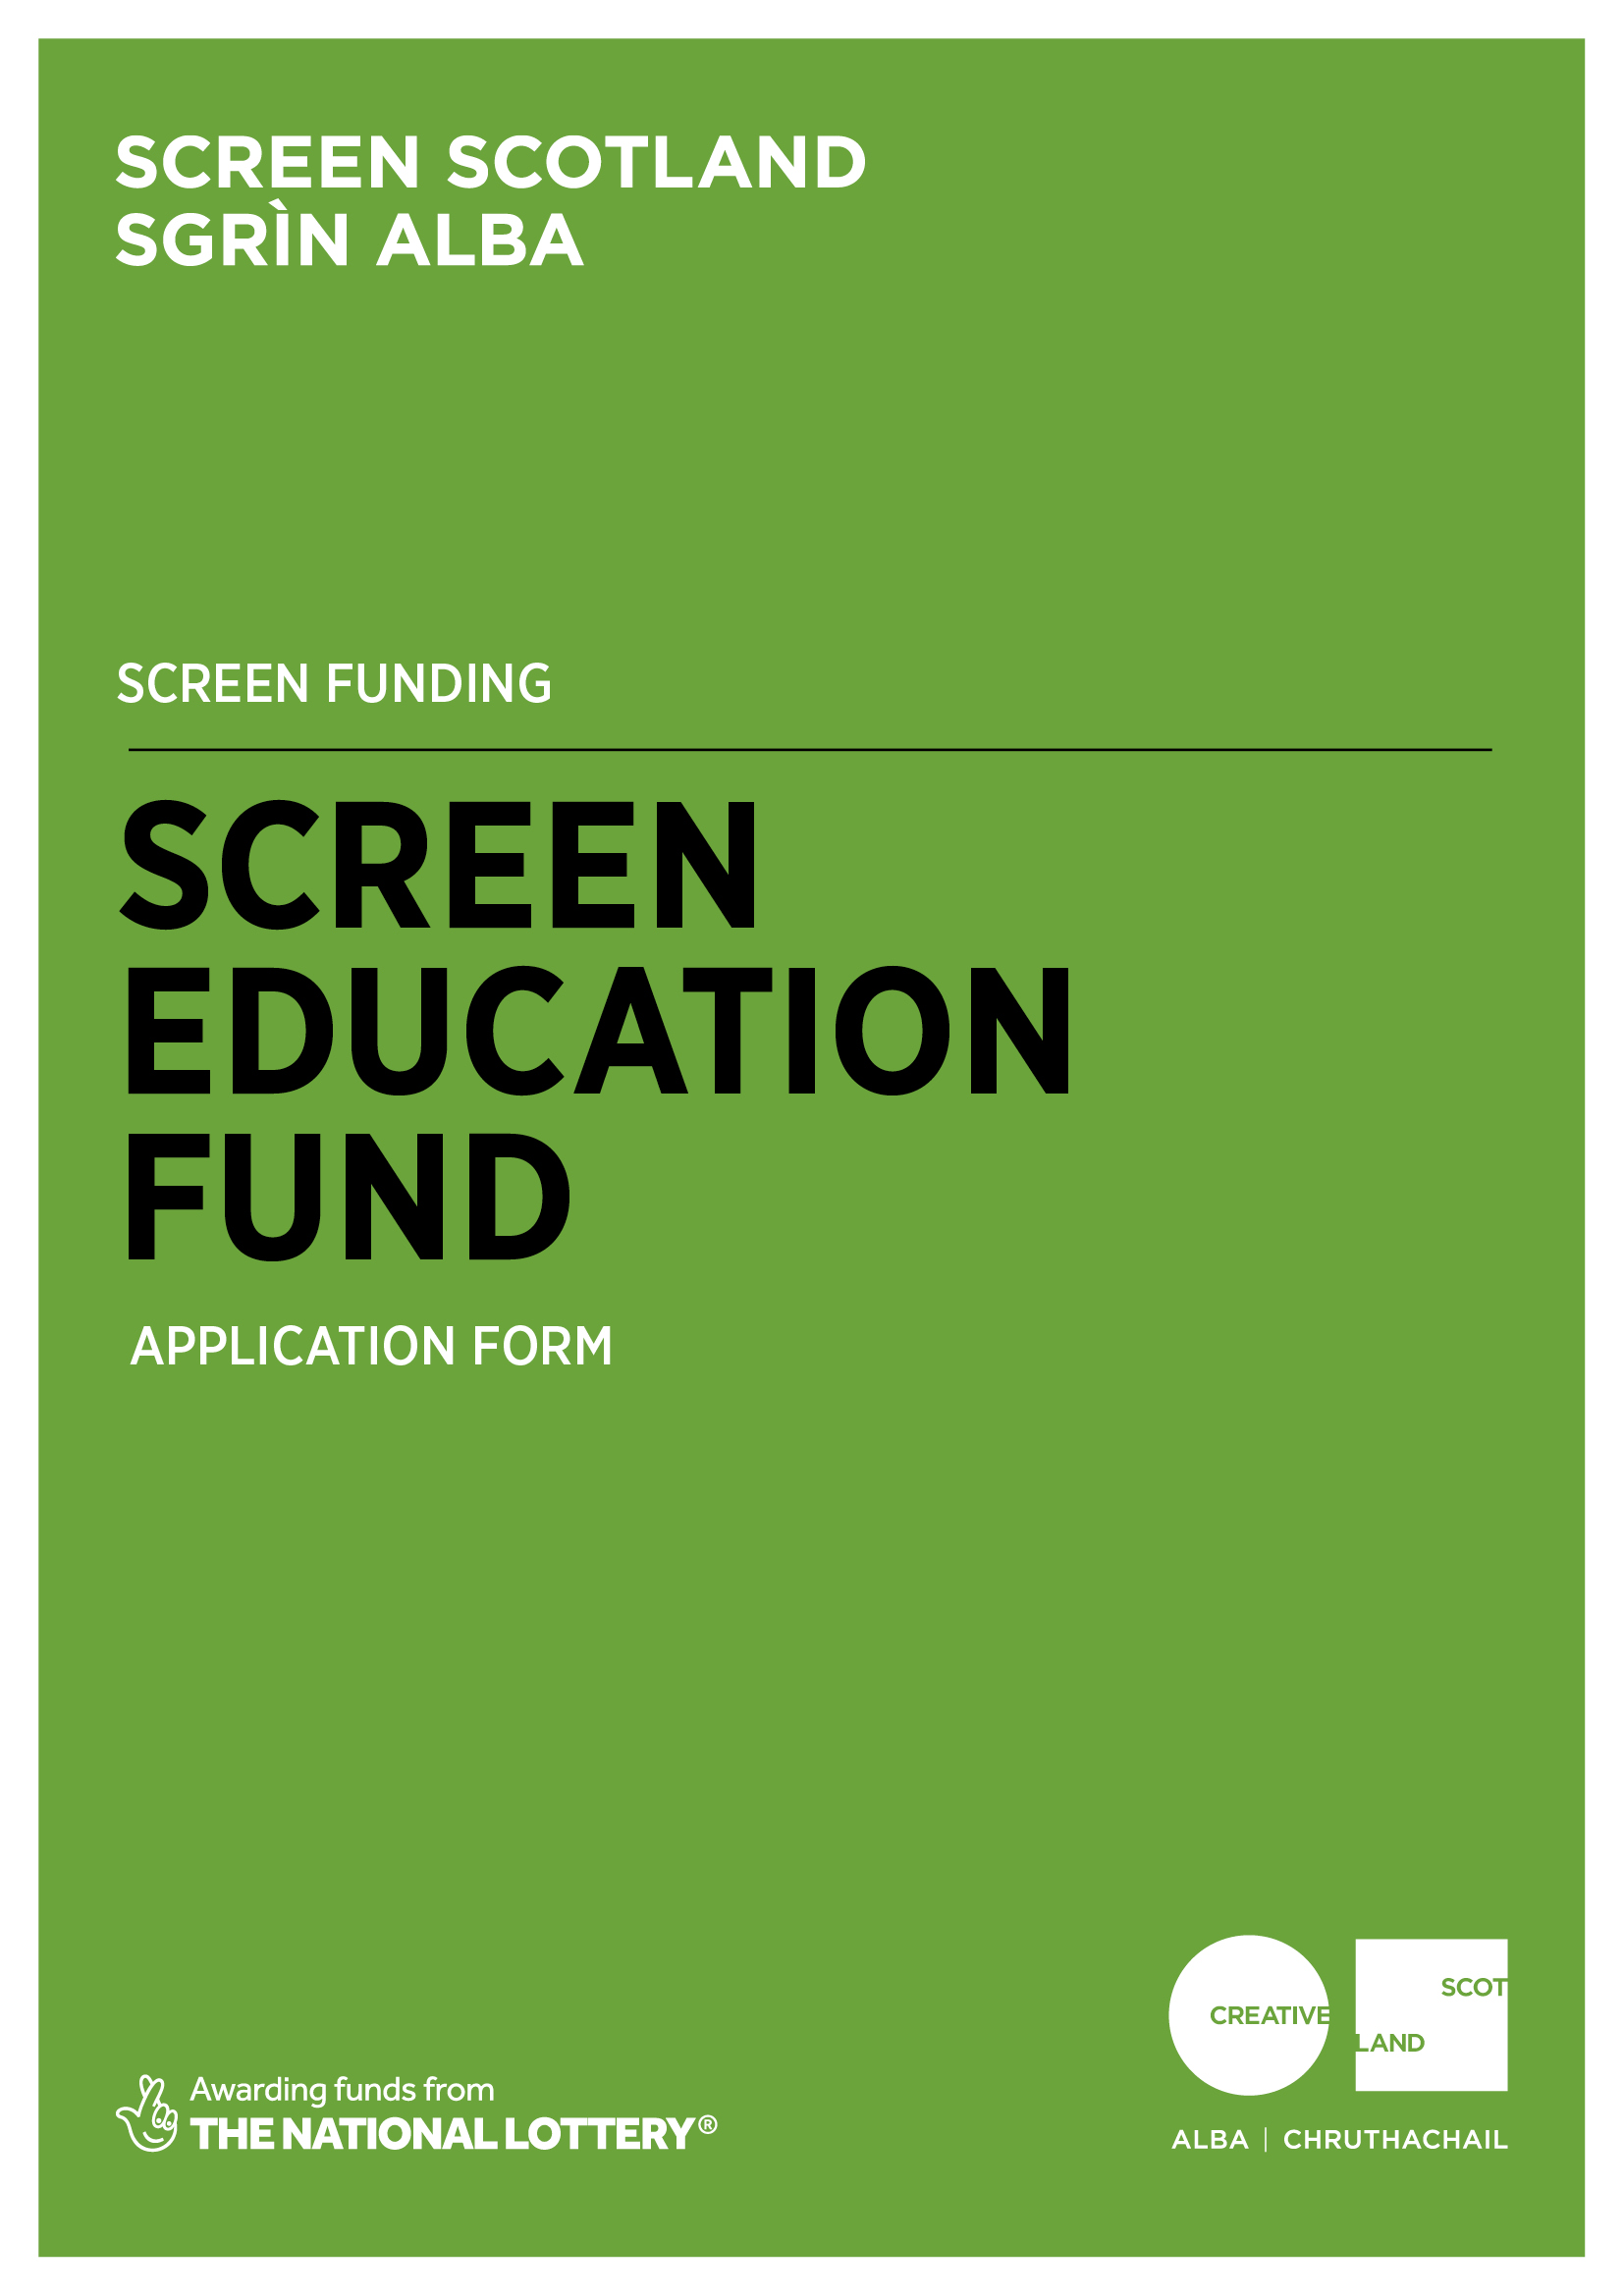 SCREEN SCOTLAND
SGRÌN ALBA
SCREEN FUNDING
SCREEN
EDUCATION
FUND
APPLICATION FORM
Awarding funds from
THE NATIONAL LOTTERY®
CREATIVE
SCOT
LAND
ALBA | CHRUTHACHAIL